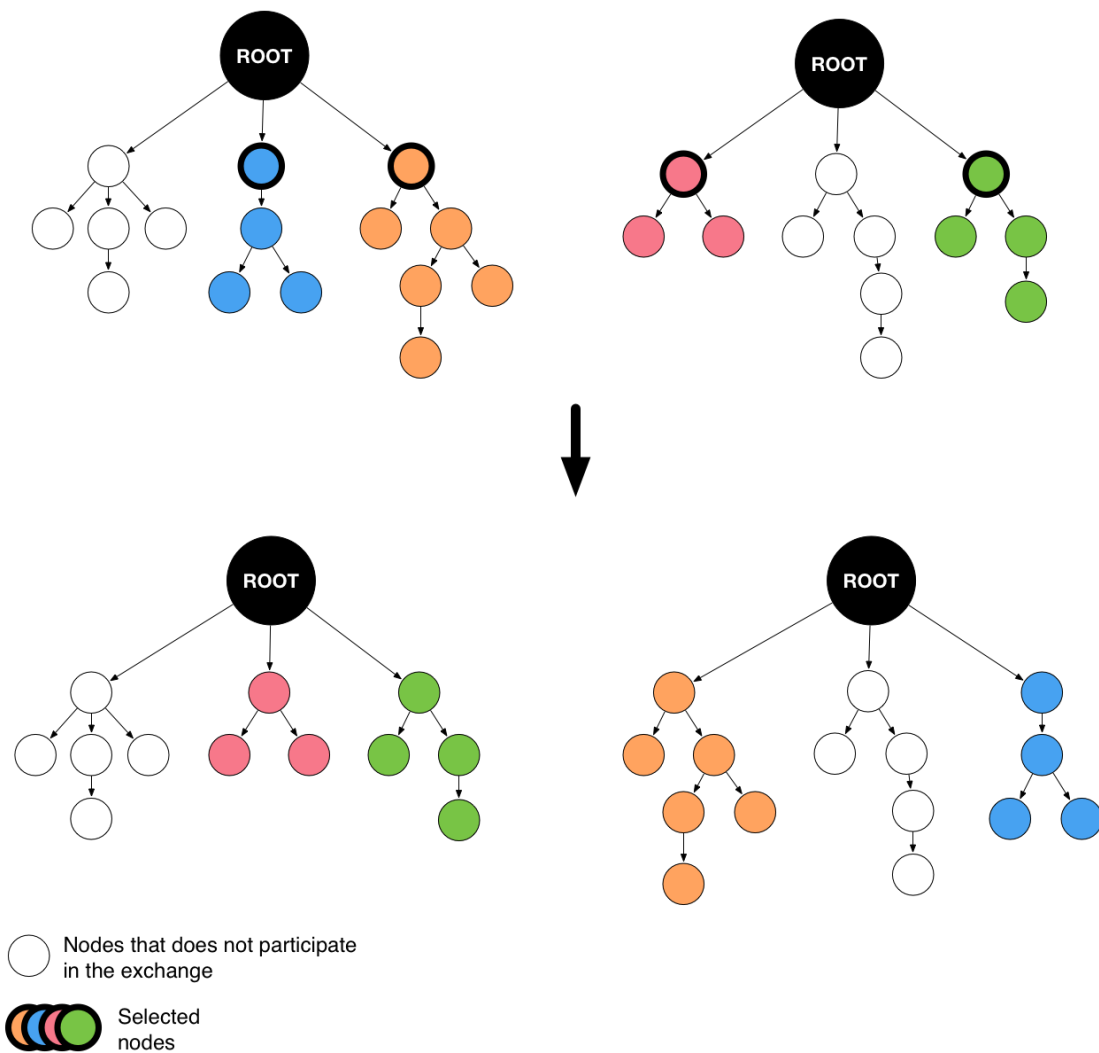 ROOT
ROOT
ROOT
ROOT
Nodes that does not participate
in the exchange
Selected
nodes